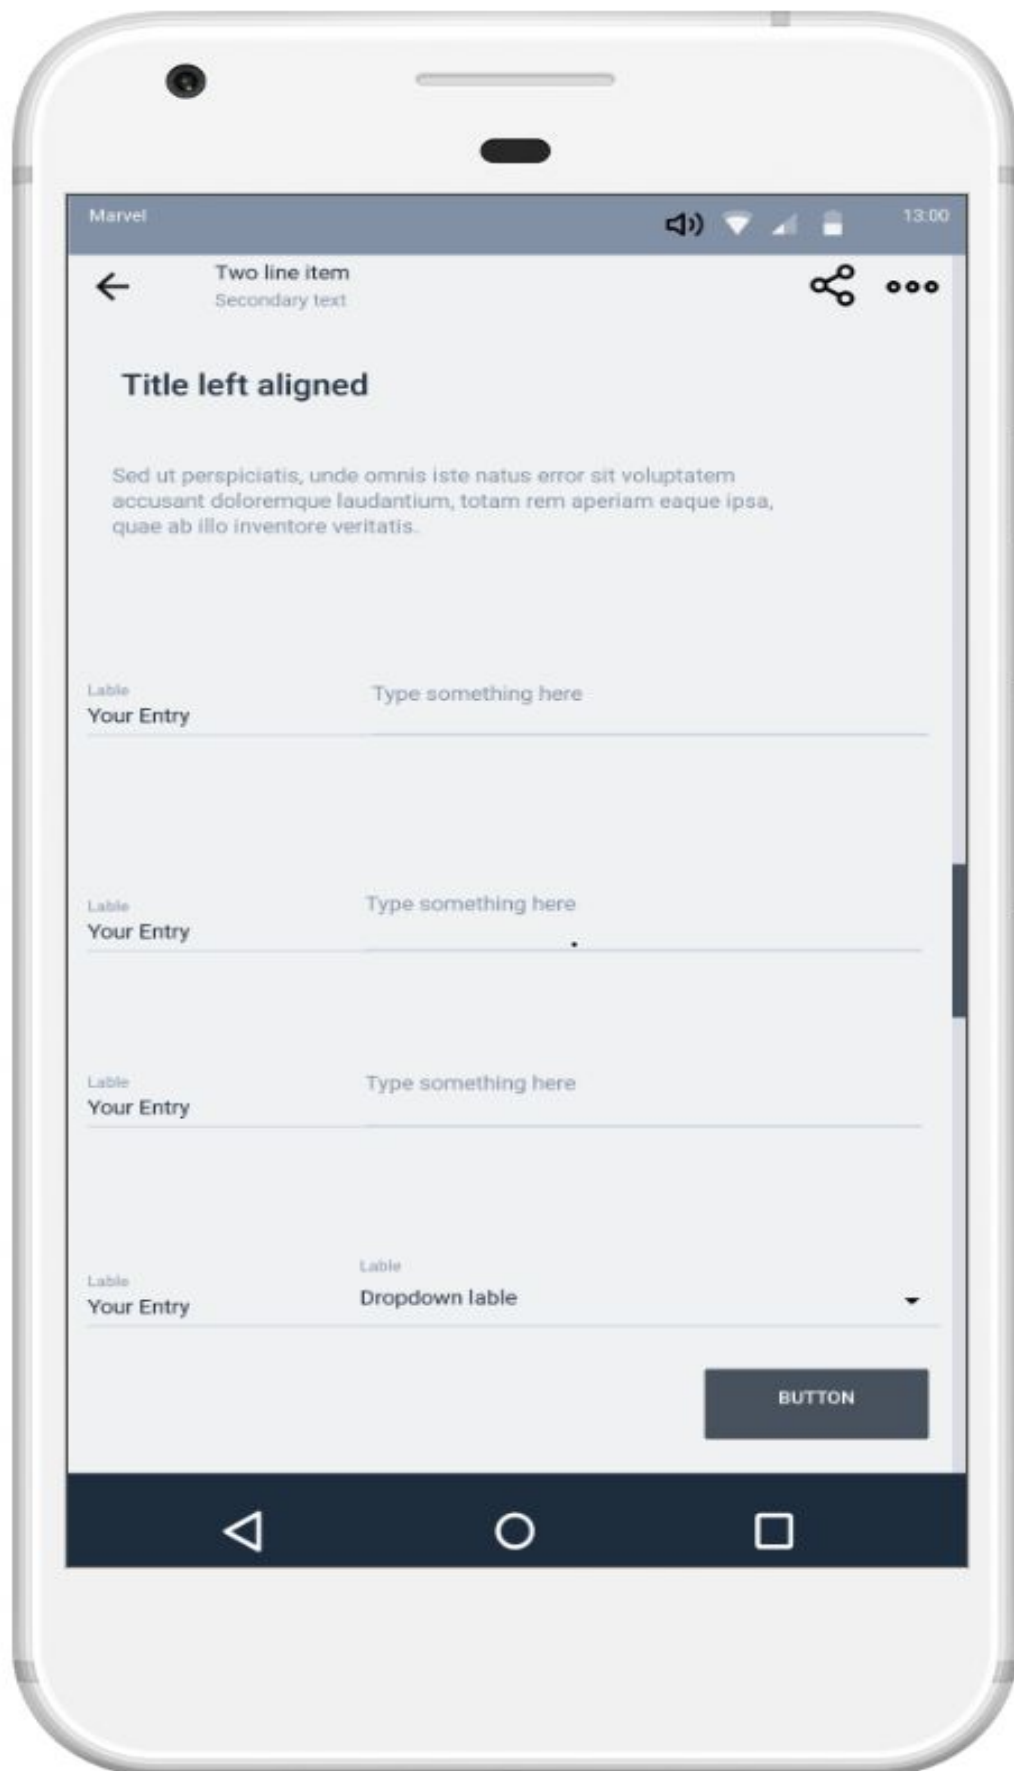 Marvel
13:00
Two line item
Secondary text
Title left aligned
Sed ut perspiciatis, unde omnis iste natus error sit voluptatem
accusant doloremque laudantium, totam rem aperiam eaque ipsa,
quae ab illo inventore veritatis.
Lable
Your Entry
Type something here
Lable
Your Entry
Type something here
Lable
Your Entry
Type something here
Lable
Your Entry
Lable
Dropdown lable
BUTTON